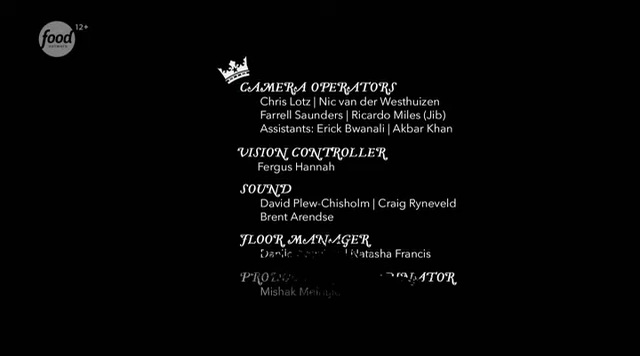 food
network
12+
CAMERA OPERATORS
Chris Lotz | Nic van der Westhuizen
Farrell Saunders | Ricardo Miles (Jib)
Assistants: Erick Bwanali | Akbar Khan
VISION CONTROLLER
Fergus Hannah
SOUND
David Plew-Chisholm | Craig Ryneveld
Brent Arendse
FLOOR MANAGER
| Natasha Francis
Mishak